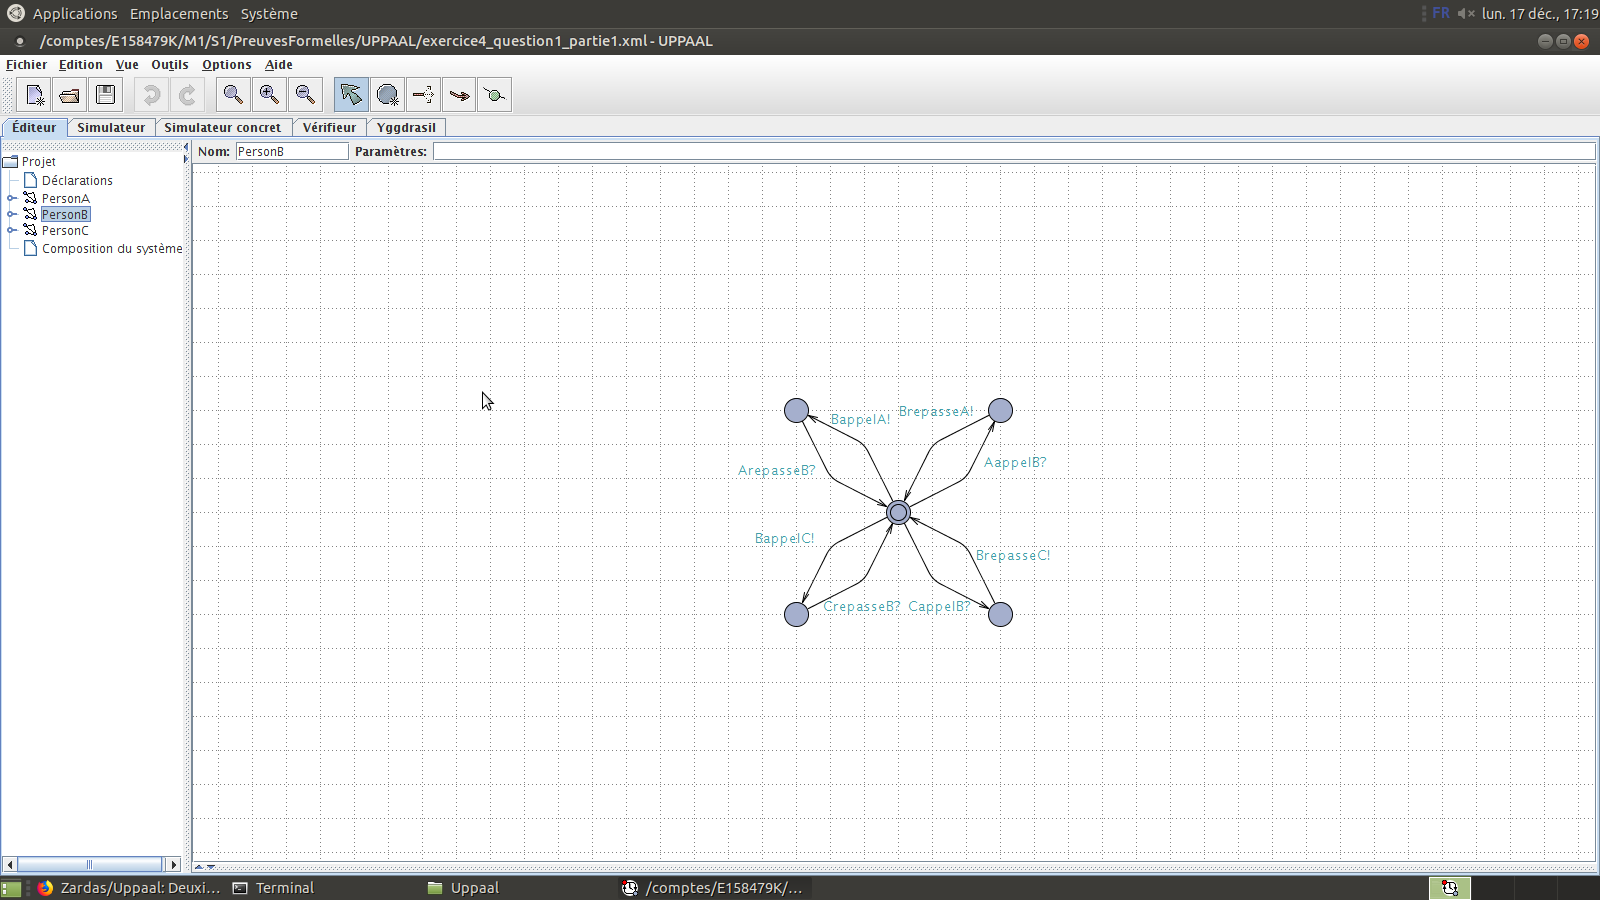 Applications Emplacements Système FR lun. 17 déc., 17:19
/comptes/E158479K/M1/S1/PreuvesFormelles/UPPAAL/exercice4_question1_partie1.xml - UPPAAL
Fichier Edition Vue Outils Options Aide
Éditeur Simulateur Simulateur concret Vérifieur Yggdrasil
Nom: PersonB Paramètres:
Projet
Déclarations
PersonA
PersonB
PersonC
Composition du système
BappelA! BrepasseA!
ArepasseB? AappelB?
BappelC! BrepasseC!
CrepasseB? CappelB?
Zardas/Uppaal: Deuxi... Terminal Uppaal /comptes/E158479K/...